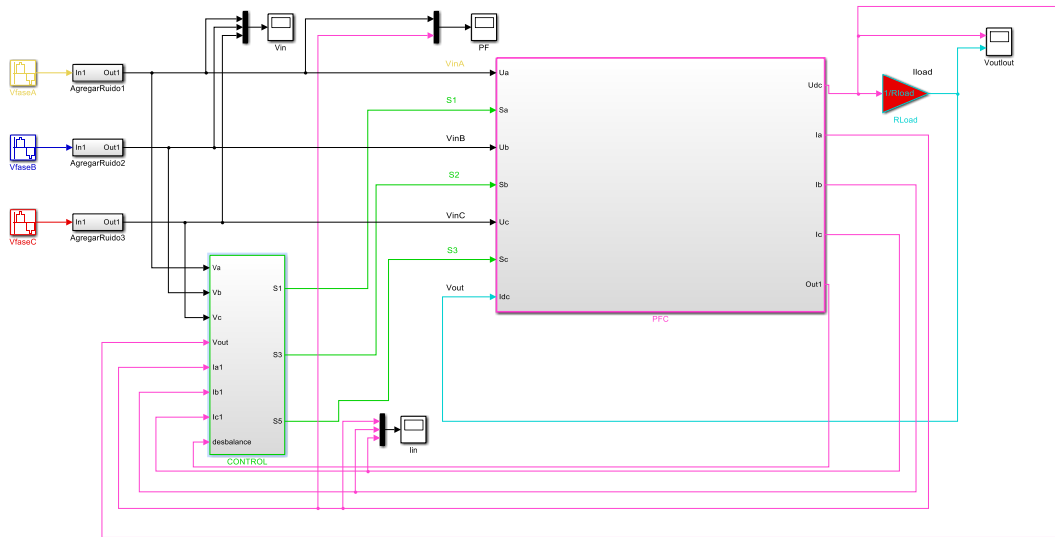 Vin
PF
VfaseA
In1 Out1
AgregarRuido1
VinA
Ua
Udc
1/Rload
Iload
RLoad
VoutIout
S1
Sa
Ia
VfaseB
In1 Out1
AgregarRuido2
VinB
Ub
S2
Sb
Ib
VfaseC
In1 Out1
AgregarRuido3
VinC
Uc
S3
Sc
Ic
Vout
Idc
Out1
PFC
Va
Vb
Vc
Vout
Ia1
Ib1
Ic1
desbalance
S1
S3
S5
CONTROL
Iin